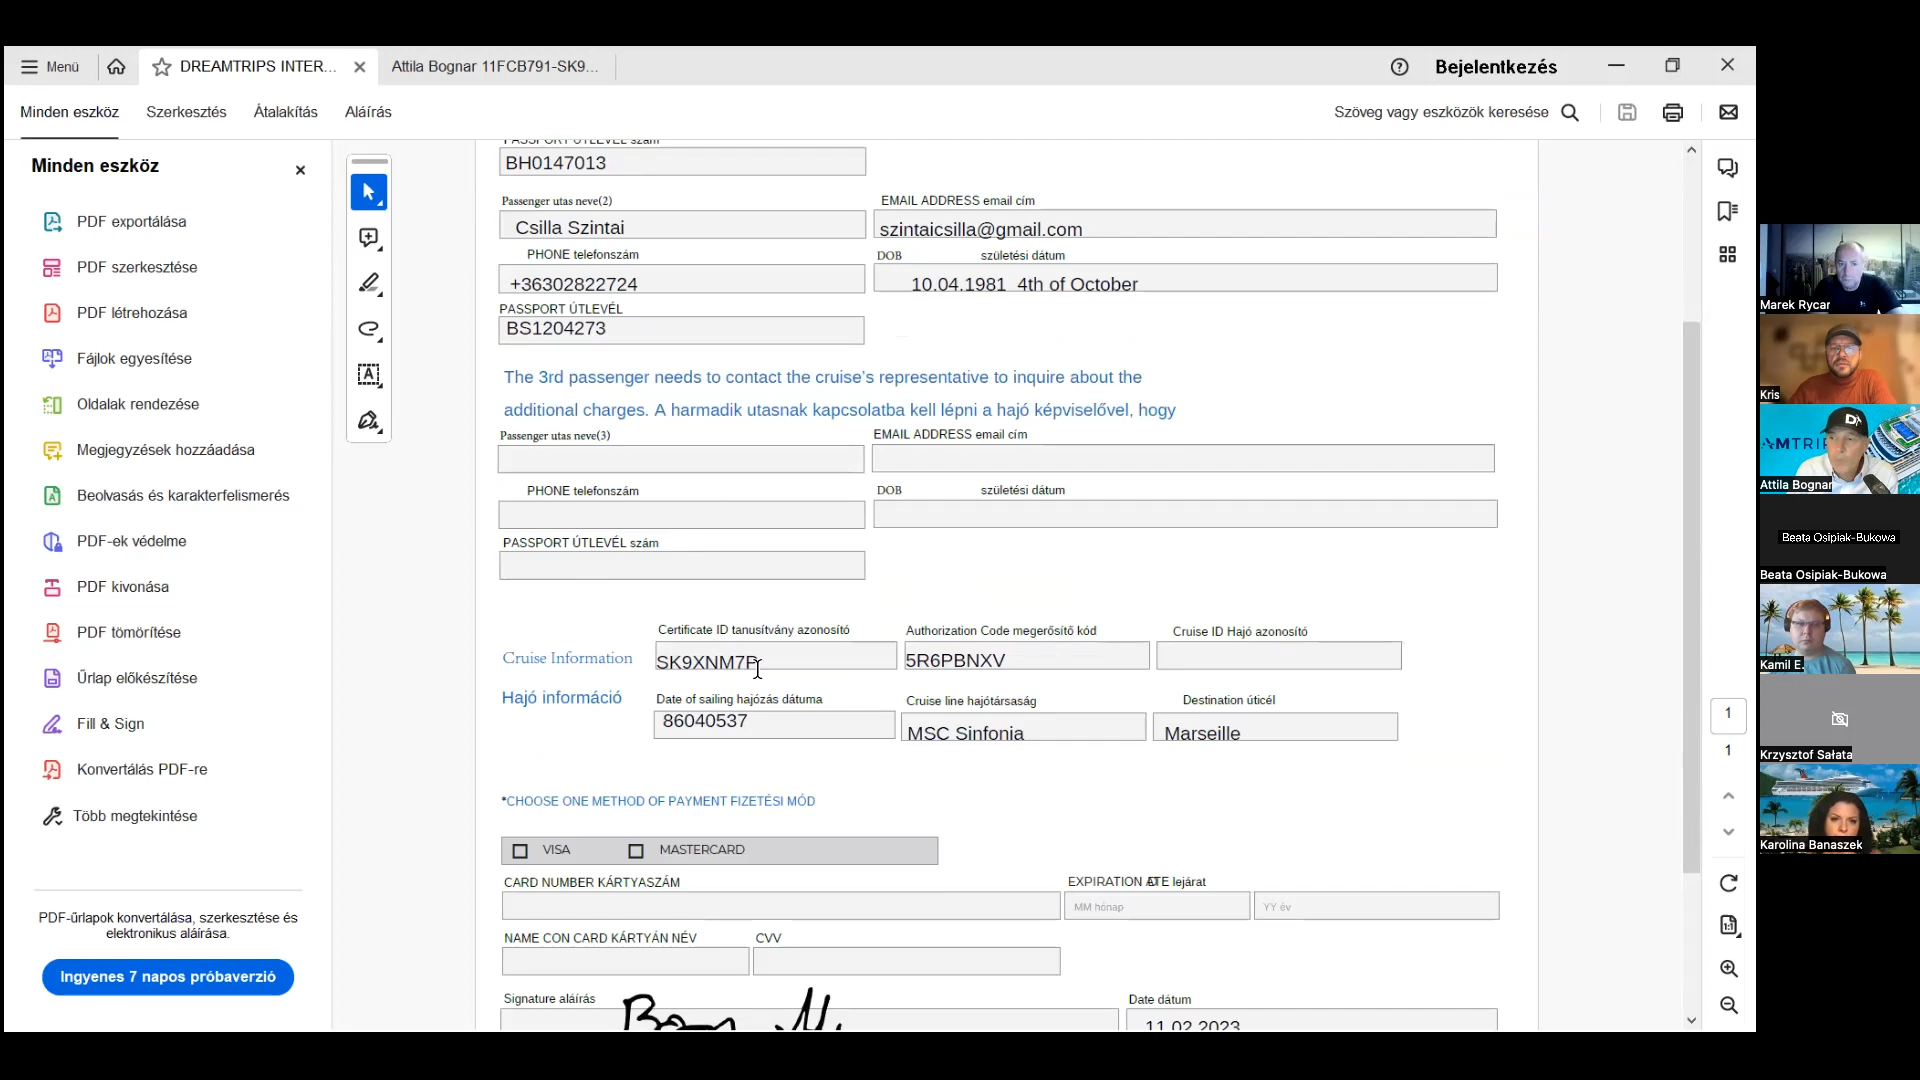 Menü
DREAMTRIPS INTER...
Attila Bognar 11FCB791-SK9...
Bejelentkezés
Minden eszköz
Szerkesztés
Átalakítás
Aláírás
Szöveg vagy eszközök keresése
Minden eszköz
PDF exportálása
PDF szerkesztése
PDF létrehozása
Fájlok egyesítése
Oldalak rendezése
Megjegyzések hozzáadása
Beolvasás és karakterfelismerés
PDF-ek védelme
PDF kivonása
PDF tömörítése
Űrlap előkészítése
Fill & Sign
Konvertálás PDF-re
Több megtekintése
PDF-űrlapok konvertálása, szerkesztése és
elektronikus aláírása.
Ingyenes 7 napos próbaverzió
PASSPORT ÚTLEVÉL szám
BH0147013
Passenger utas neve(2)
EMAIL ADDRESS email cím
Csilla Szintai
szintaicsilla@gmail.com
PHONE telefonszám
DOB születési dátum
+36302822724
10.04.1981 4th of October
PASSPORT ÚTLEVÉL
BS1204273
The 3rd passenger needs to contact the cruise's representative to inquire about the
additional charges. A harmadik utasnak kapcsolatba kell lépni a hajó képviselővel, hogy
Passenger utas neve(3)
EMAIL ADDRESS email cím
PHONE telefonszám
DOB születési dátum
PASSPORT ÚTLEVÉL szám
Certificate ID tanusítvány azonosító
Authorization Code megerősítő kód
Cruise ID Hajó azonosító
Cruise Information
5R6PBNXV
Hajó információ
Date of sailing hajózás dátuma
Cruise line hajótársaság
Destination úticél
86040537
MSC Sinfonia
Marseille
*CHOOSE ONE METHOD OF PAYMENT FIZETÉSI MÓD
VISA
MASTERCARD
CARD NUMBER KÁRTYASZÁM
lejárat
MM hónap
YY év
NAME CON CARD KÁRTYÁN NÉV
CVV
Signature aláírás
Date dátum
11.02.2023
1
1
Marek Rycar
Kris
Attila Bognar
Beata Osipiak-Bukowa
Beata Osipiak-Bukowa
Kamil E.
Krzysztof Sałata
Karolina Banaszek